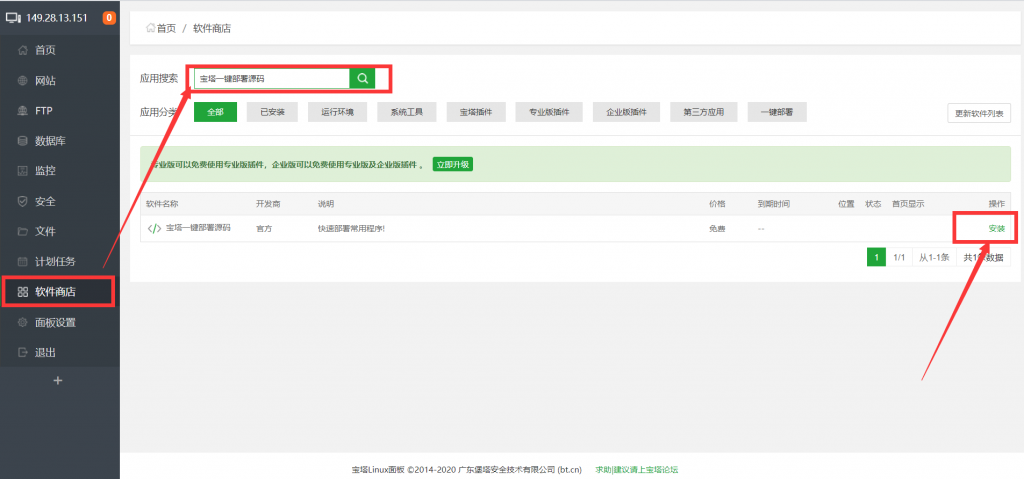 149.28.13.151 0
首页
网站
FTP
数据库
监控
安全
文件
计划任务
软件商店
面板设置
退出
+
首页 / 软件商店
应用搜索 宝塔一键部署源码
应用分类 全部 已安装 运行环境 系统工具 宝塔插件 专业版插件 企业版插件 第三方应用 一键部署 更新软件列表
专业版可以免费使用专业版插件，企业版可以免费使用专业版及企业版插件 。 立即升级
软件名称 开发商 说明 价格 到期时间 位置 状态 首页显示 操作
宝塔一键部署源码 官方 快速部署常用程序! 免费 -- 安装
1 1/1 从1-1条 共1条数据
宝塔Linux面板 ©2014-2020 广东堡塔安全技术有限公司 (bt.cn) 求助|建议请上宝塔论坛